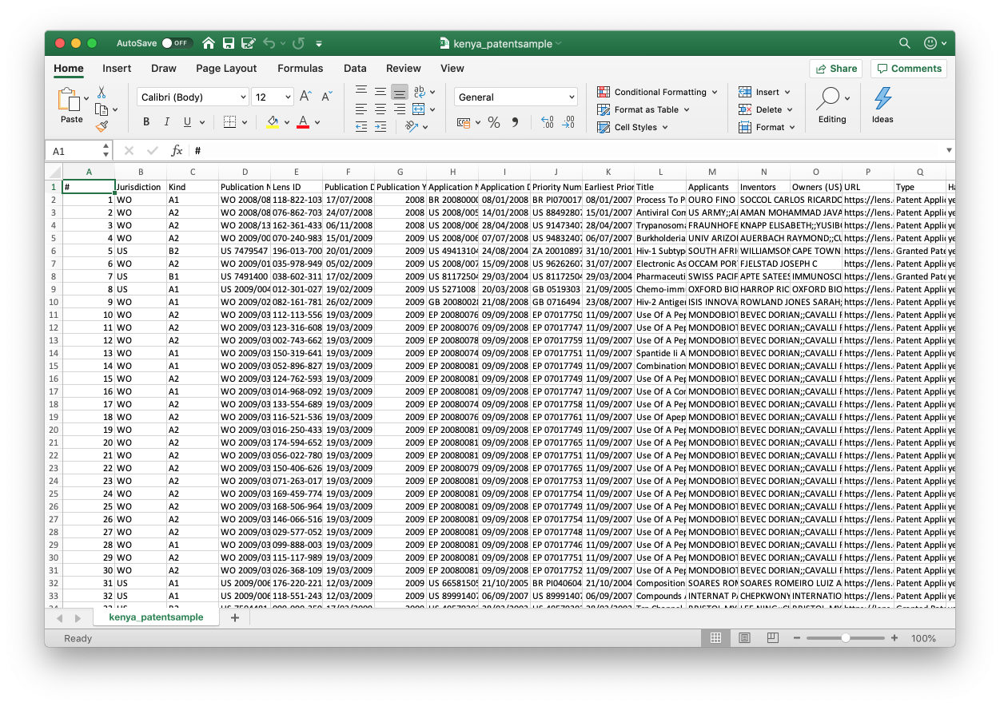 AutoSave OFF kenya_patentsample
Home Insert Draw Page Layout Formulas Data Review View Share Comments
Paste Calibri (Body) 12 A A ab General Conditional Formatting Insert
B I U A % Format as Table Delete Editing Ideas
Cell Styles Format
A1 fx #
A B C D E F G H I J K L M N O P Q
1 # Jurisdiction Kind Publication N Lens ID Publication D Publication Y Application N Application D Priority Num Earliest Prior Title Applicants Inventors Owners (US) URL Type Ha
2 1 WO A1 WO 2008/08 118-822-103 17/07/2008 2008 BR 20080000 08/01/2008 BR PI070017 08/01/2007 Process To P OURO FINO SOCCOL CARLOS RICARDO https://lens. Patent Applic ye
3 2 WO A2 WO 2008/08 076-862-703 24/07/2008 2008 US 2008/005 14/01/2008 US 88492807 15/01/2007 Antiviral Con US ARMY;;A AMAN MOHAMMAD JAVA https://lens. Patent Applic ye
4 3 WO A2 WO 2008/13 162-361-433 06/11/2008 2008 US 2008/006 28/04/2008 US 91473407 28/04/2007 Trypanosoma FRAUNHOFE KNAPP ELISABETH;;YUSIB https://lens. Patent Applic ye
5 4 WO A2 WO 2009/00 070-240-983 15/01/2009 2009 US 2008/006 07/07/2008 US 94832407 06/07/2007 Burkholderia UNIV ARIZO AUERBACH RAYMOND;;CU https://lens. Patent Applic ye
6 5 US B2 US 7479547 196-013-700 20/01/2009 2009 US 49413104 24/08/2004 ZA 20010897 31/10/2001 Hiv-1 Subtyp SOUTH AFRI WILLIAMSON CAPE TOWN https://lens. Granted Pate ye
7 6 WO A2 WO 2009/01 035-978-949 05/02/2009 2009 US 2008/007 15/09/2008 US 96262607 31/07/2007 Electronic As OCCAM POR FJELSTAD JOSEPH C https://lens. Patent Applic ye
8 7 US B1 US 7491400 038-602-311 17/02/2009 2009 US 81172504 29/03/2004 US 81172504 29/03/2004 Pharmaceuti SWISS PACIF APTE SATEES IMMUNOSCI https://lens. Granted Pate ye
9 8 US A1 US 2009/004 012-301-027 19/02/2009 2009 US 5271008 20/03/2008 GB 0519303 21/09/2005 Chemo-imm OXFORD BIO HARROP RIC OXFORD BIO https://lens. Patent Applic ye
10 9 WO A1 WO 2009/02 082-161-781 26/02/2009 2009 GB 20080028 21/08/2008 GB 0716494 23/08/2007 Hiv-2 Antiger ISIS INNOVA ROWLAND JONES SARAH; https://lens. Patent Applic ye
11 10 WO A2 WO 2009/03 112-113-556 19/03/2009 2009 EP 20080076 09/09/2008 EP 07017750 11/09/2007 Use Of A Pep MONDOBIOT BEVEC DORIAN;;CAVALLI F https://lens. Patent Applic ye
12 11 WO A2 WO 2009/03 123-316-608 19/03/2009 2009 EP 20080076 09/09/2008 EP 07017747 11/09/2007 Use Of A Pep MONDOBIOT BEVEC DORIAN;;CAVALLI F https://lens. Patent Applic ye
13 12 WO A2 WO 2009/03 002-743-662 19/03/2009 2009 EP 20080078 09/09/2008 EP 07017759 11/09/2007 Use Of A Pep MONDOBIOT BEVEC DORIAN;;CAVALLI F https://lens. Patent Applic ye
14 13 WO A1 WO 2009/03 150-319-641 19/03/2009 2009 EP 20080074 09/09/2008 EP 07017751 11/09/2007 Spantide Ii A MONDOBIOT BEVEC DORIAN;;CAVALLI F https://lens. Patent Applic ye
15 14 WO A1 WO 2009/03 052-896-827 19/03/2009 2009 EP 20080081 09/09/2008 EP 07017749 11/09/2007 Combination MONDOBIOT BEVEC DORIAN;;CAVALLI F https://lens. Patent Applic ye
16 15 WO A2 WO 2009/03 124-762-593 19/03/2009 2009 EP 20080081 09/09/2008 EP 07017749 11/09/2007 Use Of A Pep MONDOBIOT BEVEC DORIAN;;CAVALLI F https://lens. Patent Applic ye
17 16 WO A1 WO 2009/03 014-968-092 19/03/2009 2009 EP 20080081 09/09/2008 EP 07017747 11/09/2007 Use Of A Cor MONDOBIOT BEVEC DORIAN;;CAVALLI F https://lens. Patent Applic ye
18 17 WO A2 WO 2009/03 133-554-689 19/03/2009 2009 EP 20080074 09/09/2008 EP 07017758 11/09/2007 Use Of A Pep MONDOBIOT BEVEC DORIAN;;CAVALLI F https://lens. Patent Applic ye
19 18 WO A2 WO 2009/03 116-521-536 19/03/2009 2009 EP 20080076 09/09/2008 EP 07017761 11/09/2007 Use Of Apep MONDOBIOT BEVEC DORIAN;;CAVALLI F https://lens. Patent Applic ye
20 19 WO A2 WO 2009/03 016-250-433 19/03/2009 2009 EP 20080081 09/09/2008 EP 07017749 11/09/2007 Use Of A Pep MONDOBIOT BEVEC DORIAN;;CAVALLI F https://lens. Patent Applic ye
21 20 WO A2 WO 2009/03 174-594-652 19/03/2009 2009 EP 20080081 09/09/2008 EP 07017765 11/09/2007 Use Of A Pep MONDOBIOT BEVEC DORIAN;;CAVALLI F https://lens. Patent Applic ye
22 21 WO A2 WO 2009/03 056-022-780 19/03/2009 2009 EP 20080081 09/09/2008 EP 07017751 11/09/2007 Use Of A Pep MONDOBIOT BEVEC DORIAN;;CAVALLI F https://lens. Patent Applic ye
23 22 WO A2 WO 2009/03 150-406-626 19/03/2009 2009 EP 20080079 09/09/2008 EP 07017765 11/09/2007 Use Of A Pep MONDOBIOT BEVEC DORIAN;;CAVALLI F https://lens. Patent Applic ye
24 23 WO A2 WO 2009/03 071-263-017 19/03/2009 2009 EP 20080081 09/09/2008 EP 07017753 11/09/2007 Use Of A Pep MONDOBIOT BEVEC DORIAN;;CAVALLI F https://lens. Patent Applic ye
25 24 WO A2 WO 2009/03 169-459-774 19/03/2009 2009 EP 20080081 09/09/2008 EP 07017754 11/09/2007 Use Of A Pep MONDOBIOT BEVEC DORIAN;;CAVALLI F https://lens. Patent Applic ye
26 25 WO A2 WO 2009/03 168-506-964 19/03/2009 2009 EP 20080081 09/09/2008 EP 07017749 11/09/2007 Use Of A Pep MONDOBIOT BEVEC DORIAN;;CAVALLI F https://lens. Patent Applic ye
27 26 WO A2 WO 2009/03 146-066-516 19/03/2009 2009 EP 20080081 09/09/2008 EP 07017754 11/09/2007 Use Of A Pep MONDOBIOT BEVEC DORIAN;;CAVALLI F https://lens. Patent Applic ye
28 27 WO A2 WO 2009/03 029-577-052 19/03/2009 2009 EP 20080081 09/09/2008 EP 07017748 11/09/2007 Use Of A Pep MONDOBIOT BEVEC DORIAN;;CAVALLI F https://lens. Patent Applic ye
29 28 WO A1 WO 2009/03 099-888-003 19/03/2009 2009 EP 20080081 09/09/2008 EP 07017746 11/09/2007 Use Of A Pep MONDOBIOT BEVEC DORIAN;;CAVALLI F https://lens. Patent Applic ye
30 29 WO A2 WO 2009/03 115-117-989 19/03/2009 2009 EP 20080081 09/09/2008 EP 07017751 11/09/2007 Use Of A Pep MONDOBIOT BEVEC DORIAN;;CAVALLI F https://lens. Patent Applic ye
31 30 WO A2 WO 2009/03 026-368-109 19/03/2009 2009 EP 20080081 09/09/2008 EP 07017752 11/09/2007 Use Of A Pep MONDOBIOT BEVEC DORIAN;;CAVALLI F https://lens. Patent Applic ye
32 31 US A1 US 2009/006 176-220-221 12/03/2009 2009 US 66581505 21/10/2005 BR PI040604 21/10/2004 Composition SOARES RON SOARES ROMEIRO LUIZ A https://lens. Patent Applic ye
33 32 US A1 US 2009/006 118-551-243 12/03/2009 2009 US 89991407 06/09/2007 US 89991407 06/09/2007 Compounds INTERNAT PA CHEPKWONY INTERNATIO https://lens. Patent Applic ye
kenya_patentsample
Ready 100%